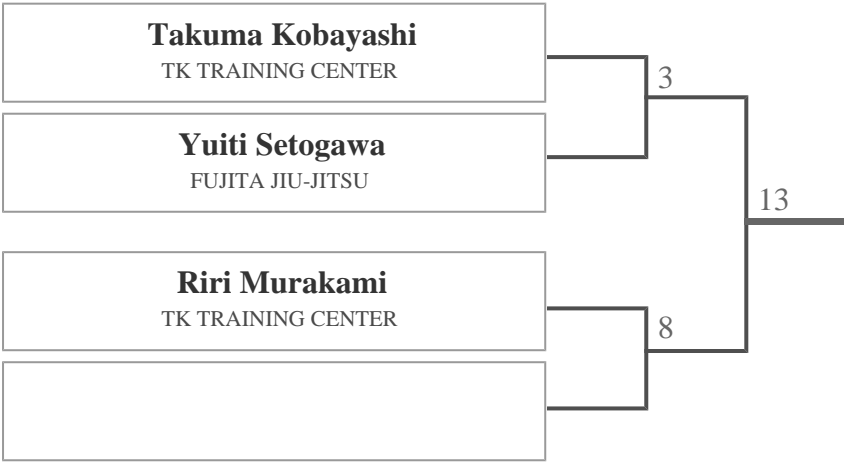 Takuma Kobayashi
TK TRAINING CENTER
3
Yuiti Setogawa
FUJITA JIU-JITSU
13
Riri Murakami
TK TRAINING CENTER
8